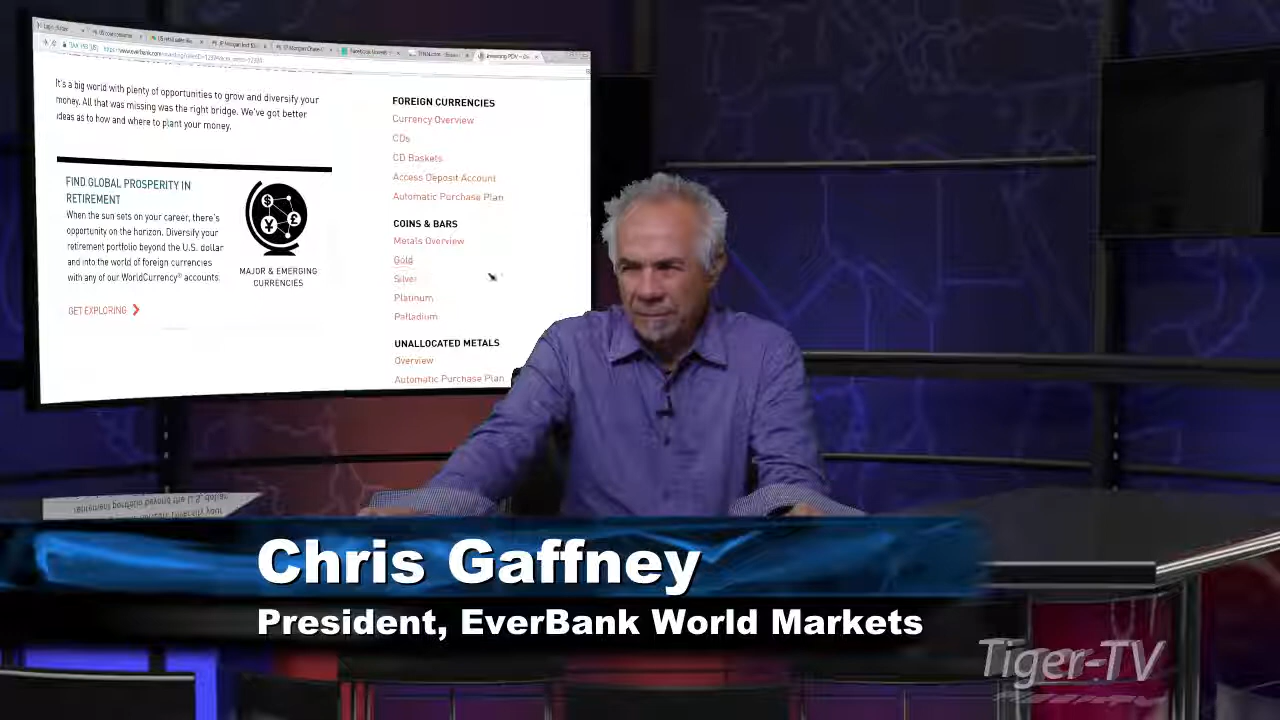 It's a big world with plenty of opportunities to grow and diversify your
money. All that was missing was the right bridge. We've got better
ideas as to how and where to plant your money.
FIND GLOBAL PROSPERITY IN
RETIREMENT
When the sun sets on your career, there's
opportunity on the horizon. Diversify your
retirement portfolio beyond the U.S. dollar
and into the world of foreign currencies
with any of our WorldCurrency® accounts.
GET EXPLORING
$
¥ £
MAJOR & EMERGING
CURRENCIES
FOREIGN CURRENCIES
Currency Overview
CDs
CD Baskets
Access Deposit Account
Automatic Purchase Plan
COINS & BARS
Metals Overview
Gold
Silver
Platinum
Palladium
UNALLOCATED METALS
Overview
Automatic Purchase Plan
Chris Gaffney
President, EverBank World Markets
Tiger-TV